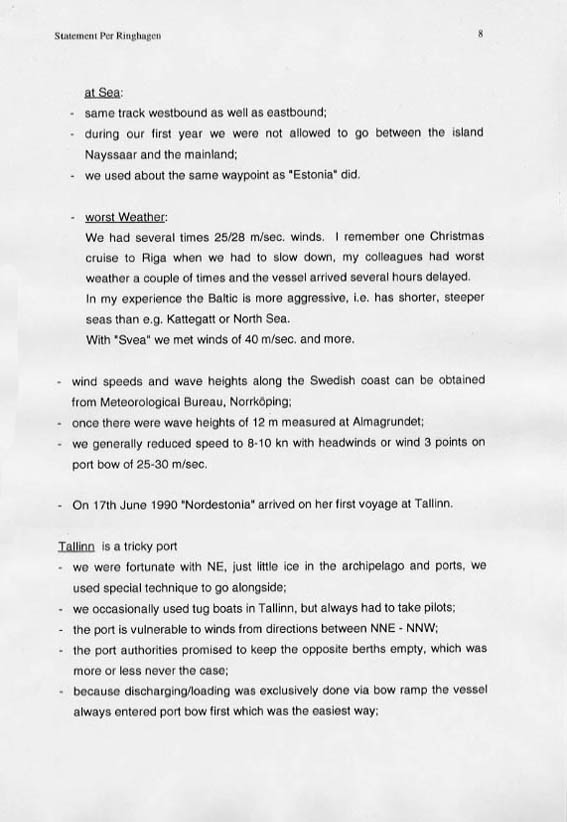 Statement Per Ringhagen 8
at Sea:
- same track westbound as well as eastbound;
- during our first year we were not allowed to go between the island
Nayssaar and the mainland;
- we used about the same waypoint as "Estonia" did.
- worst Weather:
We had several times 25/28 m/sec. winds. I remember one Christmas
cruise to Riga when we had to slow down, my colleagues had worst
weather a couple of times and the vessel arrived several hours delayed.
In my experience the Baltic is more aggressive, i.e. has shorter, steeper
seas than e.g. Kattegatt or North Sea.
With "Svea" we met winds of 40 m/sec. and more.
- wind speeds and wave heights along the Swedish coast can be obtained
from Meteorological Bureau, Norrköping;
- once there were wave heights of 12 m measured at Almagrundet;
- we generally reduced speed to 8-10 kn with headwinds or wind 3 points on
port bow of 25-30 m/sec.
- On 17th June 1990 "Nordestonia" arrived on her first voyage at Tallinn.
Tallinn is a tricky port
- we were fortunate with NE, just little ice in the archipelago and ports, we
used special technique to go alongside;
- we occasionally used tug boats in Tallinn, but always had to take pilots;
- the port is vulnerable to winds from directions between NNE - NNW;
- the port authorities promised to keep the opposite berths empty, which was
more or less never the case;
- because discharging/loading was exclusively done via bow ramp the vessel
always entered port bow first which was the easiest way;